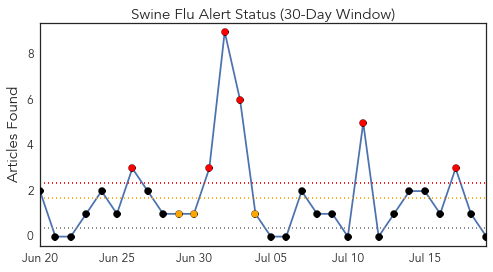 Swine Flu Alert Status (30-Day Window)
Articles Found
8
6
4
2
0
Jun 20
Jun 25
Jun 30
Jul 05
Jul 10
Jul 15